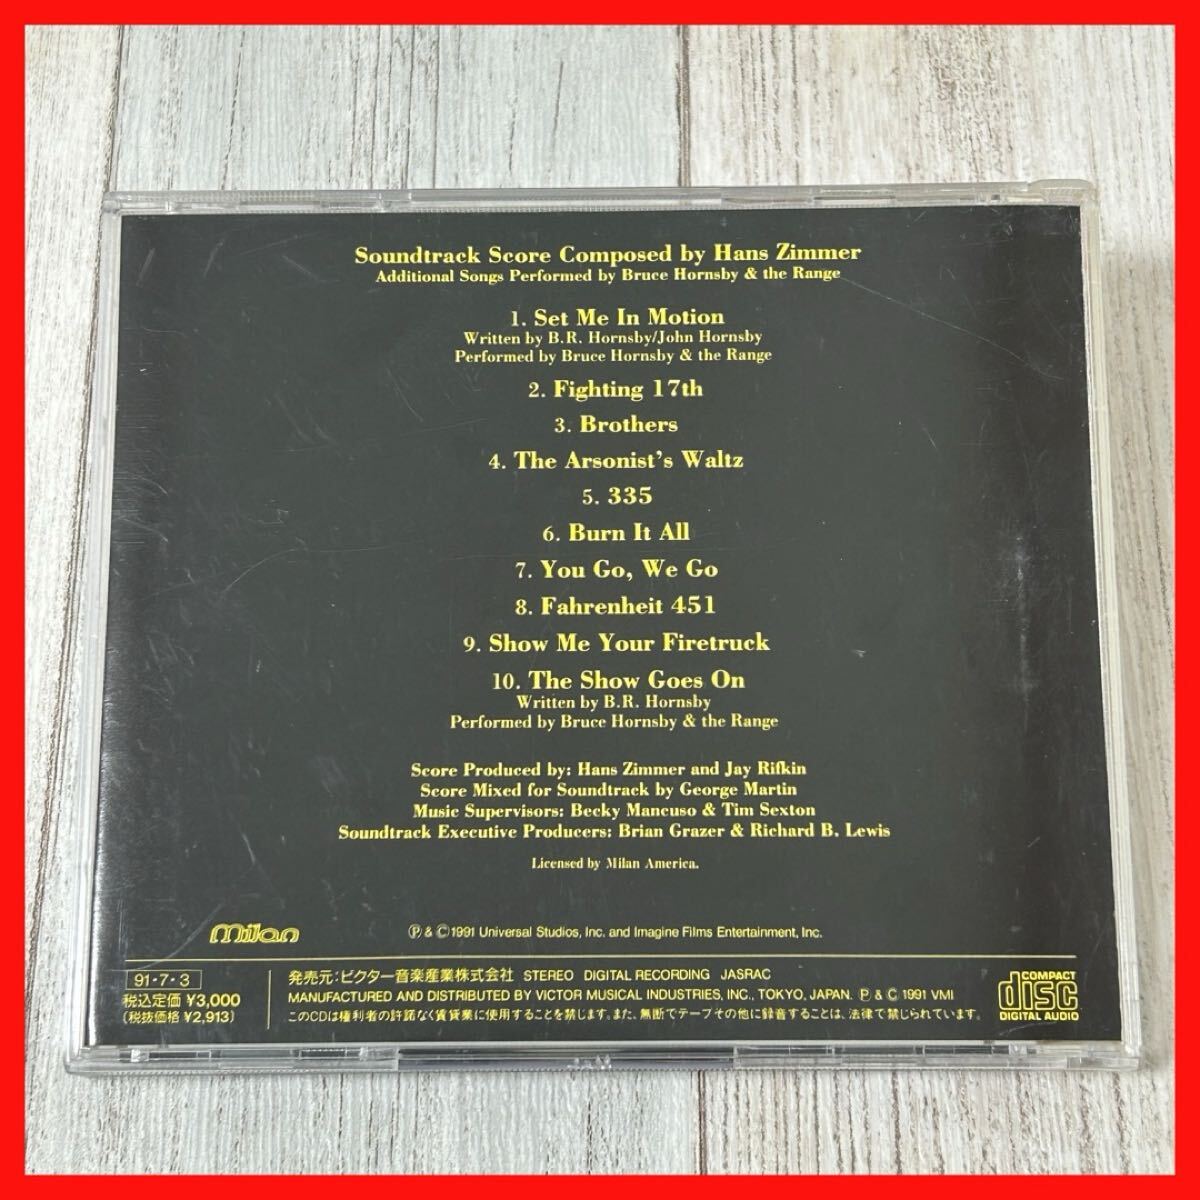 Soundtrack Score Composed by Hans Zimmer
Additional Songs Performed by Bruce Hornsby & the Range
1. Set Me In Motion
Written by B.R. Hornsby/John Hornsby
Performed by Bruce Hornsby & the Range
2. Fighting 17th
3. Brothers
4. The Arsonist's Waltz
5. 335
6. Burn It All
7. You Go, We Go
8. Fahrenheit 451
9. Show Me Your Firetruck
10. The Show Goes On
Written by B.R. Hornsby
Performed by Bruce Hornsby & the Range
Score Produced by: Hans Zimmer and Jay Rifkin
Score Mixed for Soundtrack by George Martin
Music Supervisors: Becky Mancuso & Tim Sexton
Soundtrack Executive Producers: Brian Grazer & Richard B. Lewis
Licensed by Milan America.
milan
Ⓟ & Ⓒ 1991 Universal Studios, Inc. and Imagine Films Entertainment, Inc.
91・7・3
税込定価 ¥3,000
(税抜価格 ¥2,913)
発売元:ビクター音楽産業株式会社 STEREO DIGITAL RECORDING JASRAC
MANUFACTURED AND DISTRIBUTED BY VICTOR MUSICAL INDUSTRIES, INC., TOKYO, JAPAN. Ⓟ & Ⓒ 1991 VMI
このCDは権利者の許諾なく賃貸業に使用することを禁じます。また、無断でテープその他に録音することは、法律で禁じられています。
COMPACT
disc
DIGITAL AUDIO